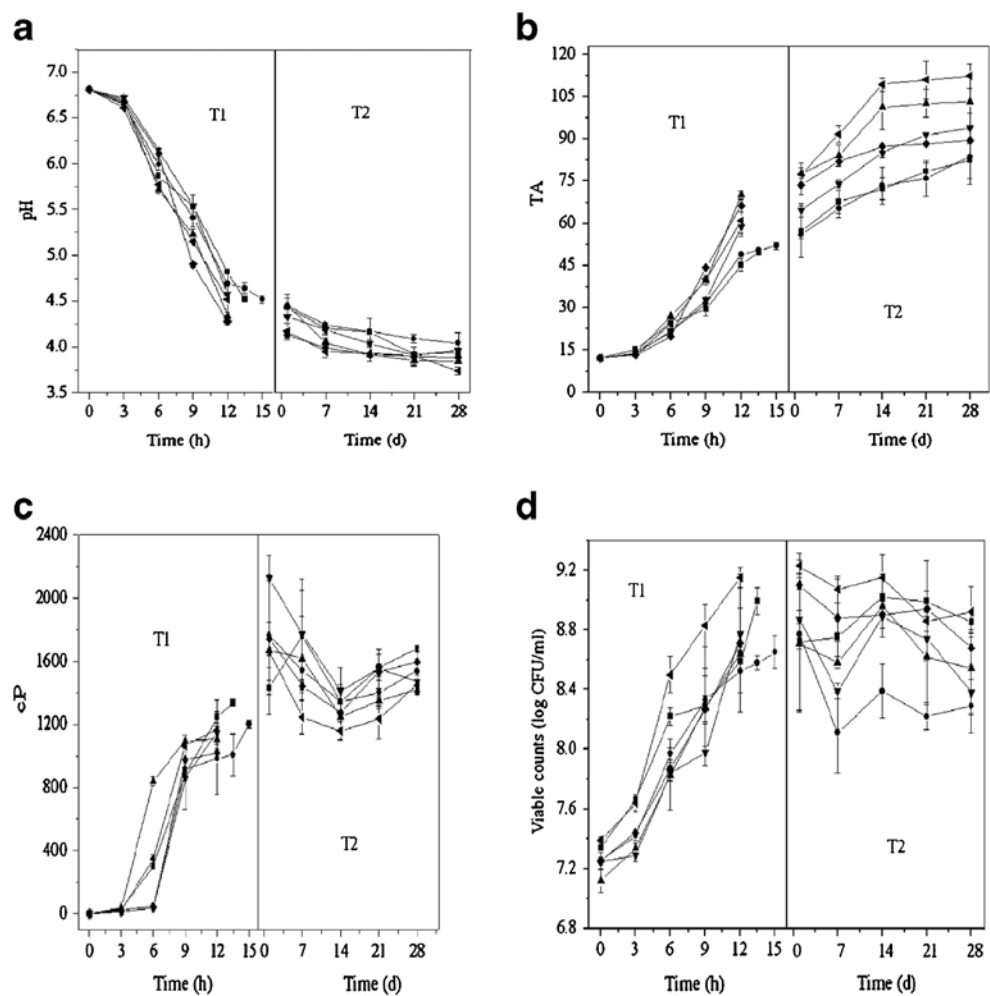 a
7.0
6.5
6.0
5.5
5.0
4.5
4.0
3.5
pH
T1
T2
0 3 6 9 12 15 0 7 14 21 28
Time (h) Time (d)
b
120
105
90
75
60
45
30
15
0
TA
T1
T2
0 3 6 9 12 15 0 7 14 21 28
Time (h) Time (d)
c
2400
2000
1600
1200
800
400
0
cP
T1
T2
0 3 6 9 12 15 0 7 14 21 28
Time (h) Time (d)
d
9.2
8.8
8.4
8.0
7.6
7.2
6.8
Viable counts (log CFU/ml)
T1
T2
0 3 6 9 12 15 0 7 14 21 28
Time (h) Time (d)